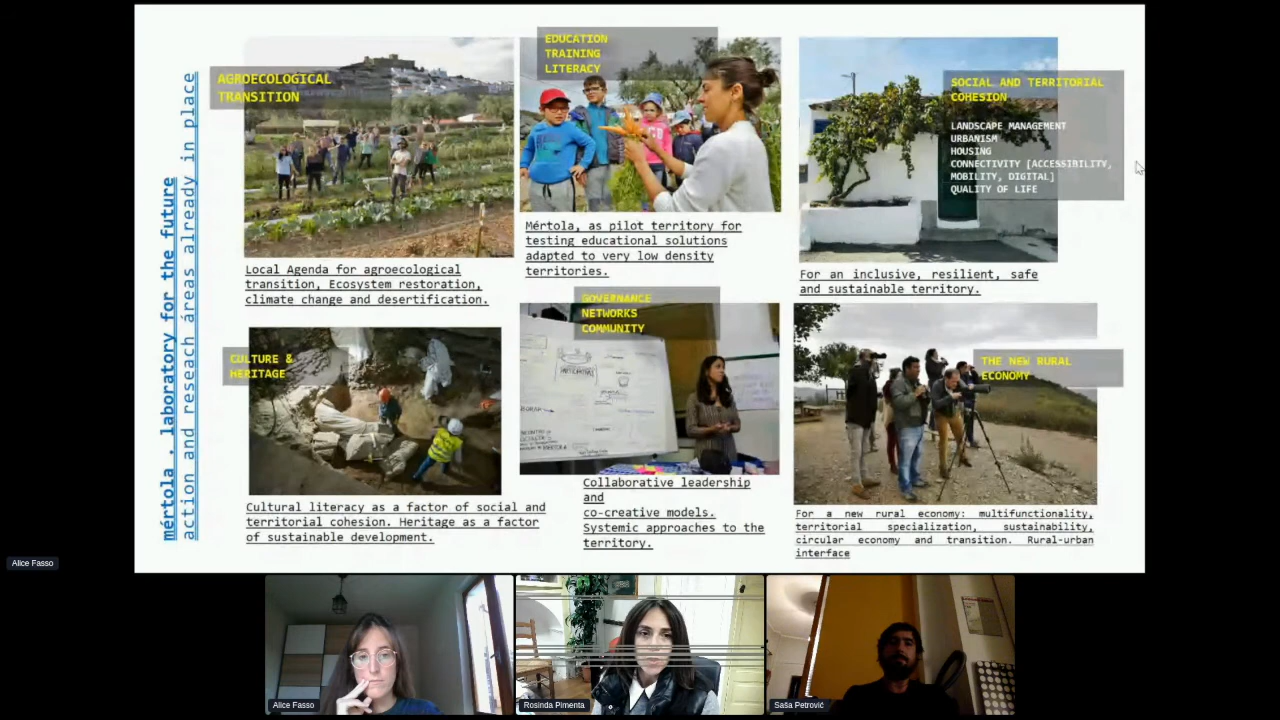 mértola . laboratory for the future
action and research áreas already in place
AGROECOLOGICAL
TRANSITION
Local Agenda for agroecological
transition, Ecosystem restoration,
climate change and desertification.
EDUCATION
TRAINING
LITERACY
Mértola, as pilot territory for
testing educational solutions
adapted to very low density
territories.
SOCIAL AND TERRITORIAL
COHESION
LANDSCAPE MANAGEMENT
URBANISM
HOUSING
CONNECTIVITY [ACCESSIBILITY,
MOBILITY, DIGITAL]
QUALITY OF LIFE
For an inclusive, resilient, safe
and sustainable territory.
CULTURE &
HERITAGE
Cultural literacy as a factor of social and
territorial cohesion. Heritage as a factor
of sustainable development.
GOVERNANCE
NETWORKS
COMMUNITY
Collaborative leadership
and
co-creative models.
Systemic approaches to the
territory.
THE NEW RURAL
ECONOMY
For a new rural economy: multifunctionality,
territorial specialization, sustainability,
circular economy and transition. Rural-urban
interface
Alice Fasso
Alice Fasso
Rosinda Pimenta
Saša Petrović